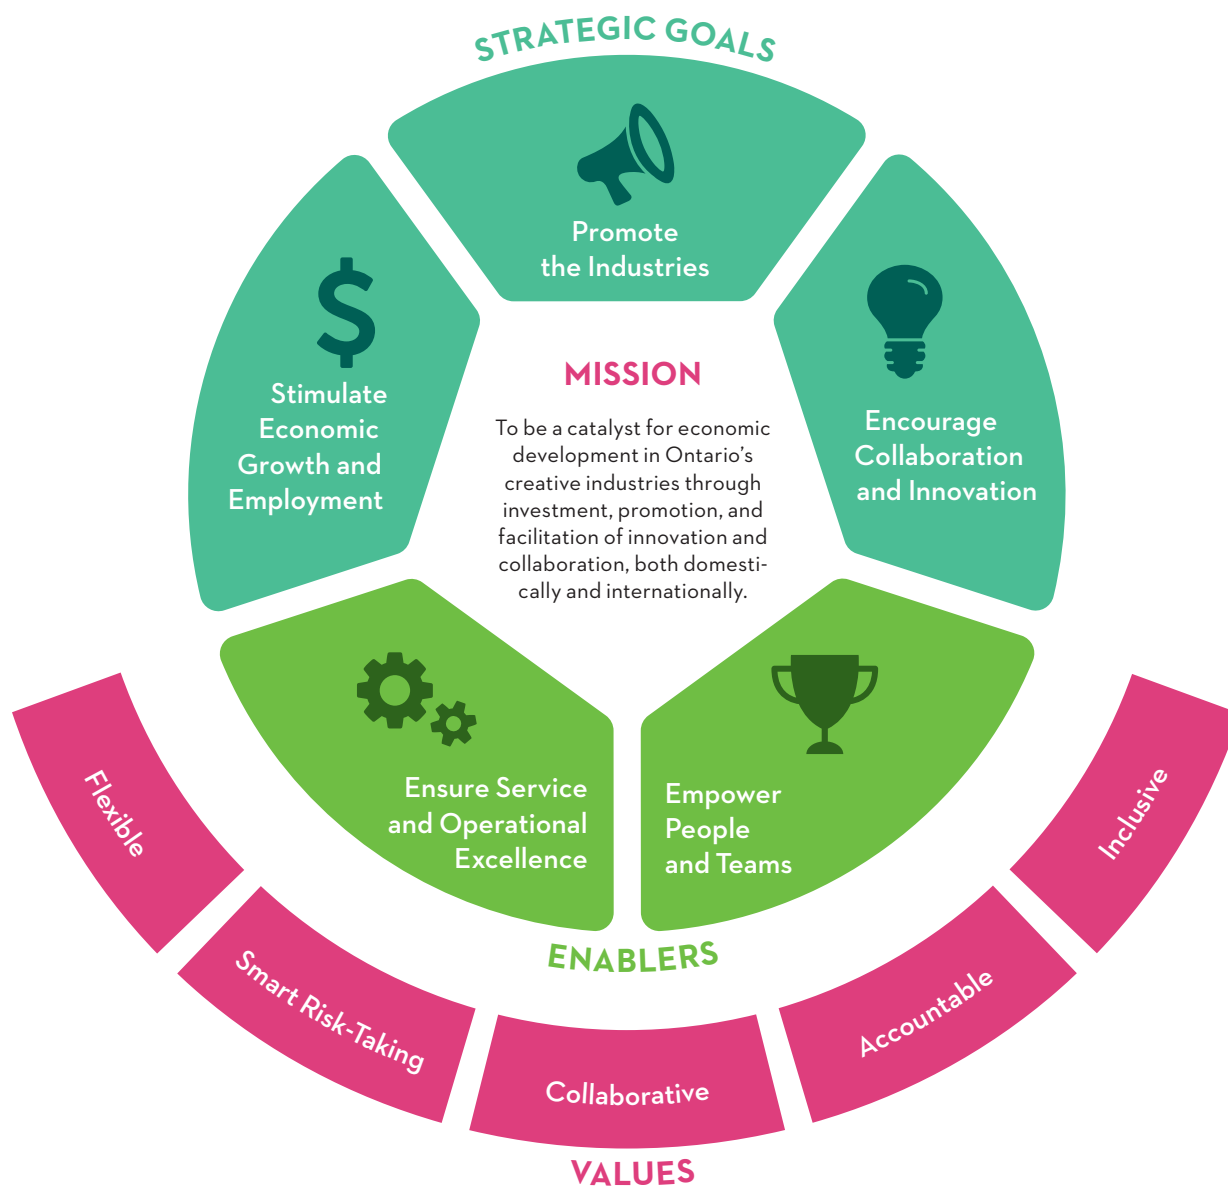 STRATEGIC GOALS
Promote
the Industries
Stimulate
Economic
Growth and
Employment
Encourage
Collaboration
and Innovation
MISSION
To be a catalyst for economic
development in Ontario’s
creative industries through
investment, promotion, and
facilitation of innovation and
collaboration, both domesti-
cally and internationally.
Ensure Service
and Operational
Excellence
Empower
People
and Teams
ENABLERS
Flexible
Smart Risk-Taking
Collaborative
Accountable
Inclusive
VALUES